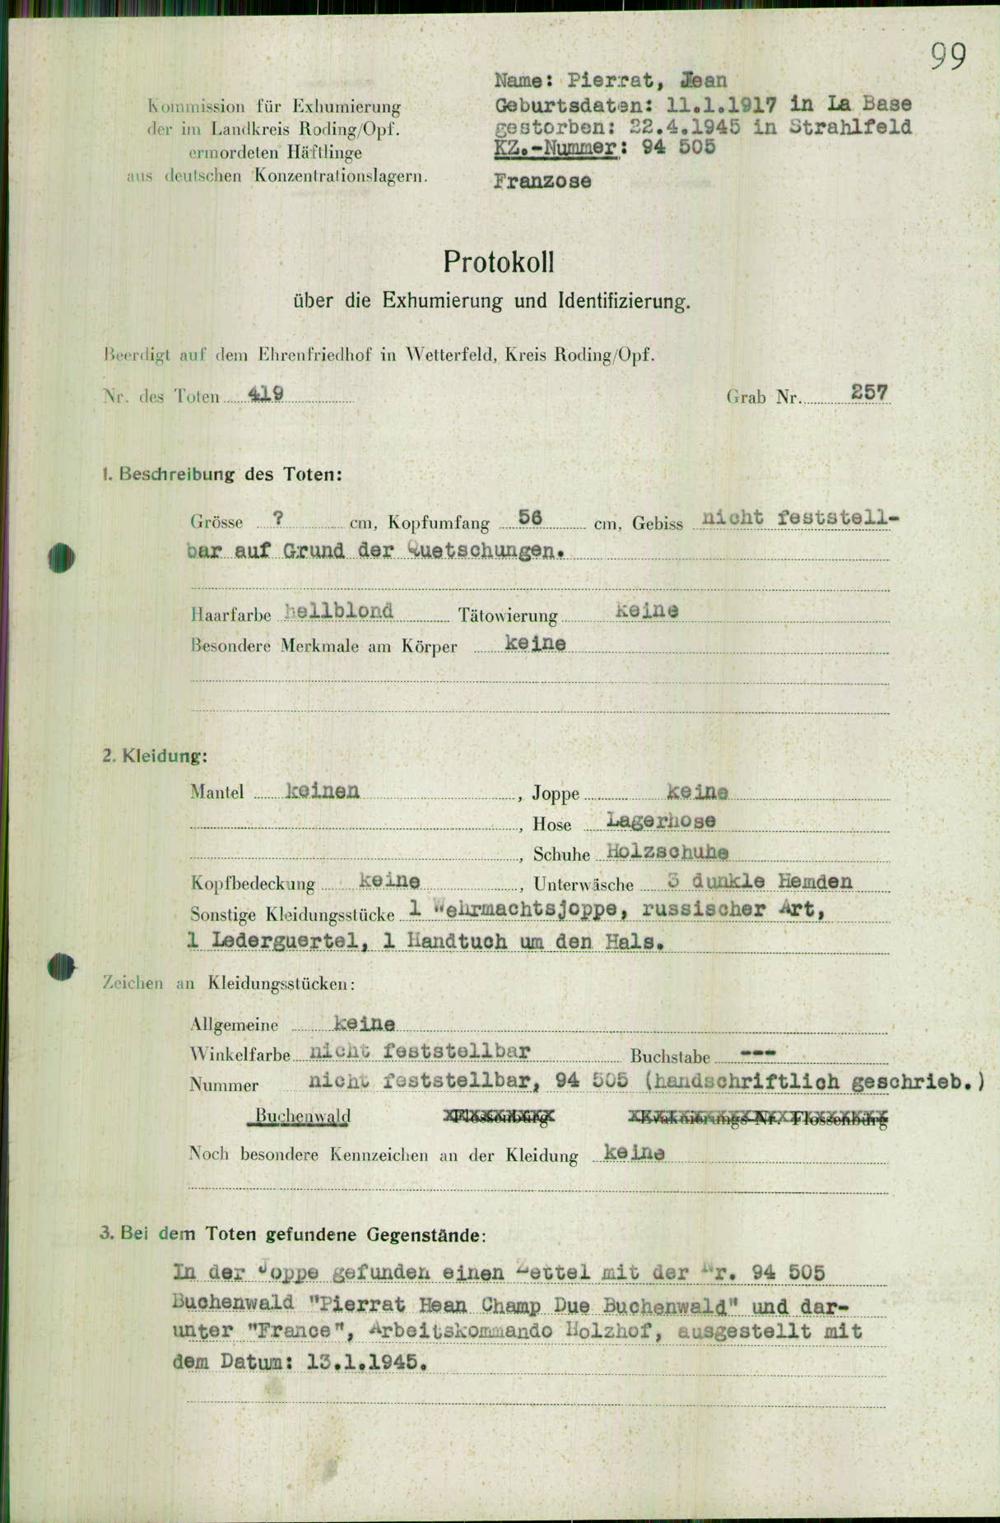 99
Name: Pierrat, Jean
Geburtsdaten: 11.1.1917 in La Base
gestorben: 22.4.1945 in Strahlfeld
KZ.-Nummer: 94 505
Franzose
Kommission für Exhumierung
der im Landkreis Roding/Opf.
ermordeten Häftlinge
aus deutschen Konzentrationslagern.
Protokoll
über die Exhumierung und Identifizierung.
Beerdigt auf dem Ehrenfriedhof in Wetterfeld, Kreis Roding/Opf.
Nr. des Toten 419 Grab Nr. 257
1. Beschreibung des Toten:
Grösse ? cm, Kopfumfang 56 cm, Gebiss nicht feststell-
bar auf Grund der Quetschungen.
Haarfarbe hellblond Tätowierung keine
Besondere Merkmale am Körper keine
2. Kleidung:
Mantel keinen, Joppe keine
, Hose Lagerhose
, Schuhe Holzschuhe
Kopfbedeckung keine, Unterwäsche 3 dunkle Hemden
Sonstige Kleidungsstücke 1 Wehrmachtsjoppe, russischer Art,
1 Lederguertel, 1 Handtuch um den Hals.
Zeichen an Kleidungsstücken:
Allgemeine keine
Winkelfarbe nicht feststellbar Buchstabe ---
Nummer nicht feststellbar, 94 505 (handschriftlich geschrieb.)
Buchenwald Flossenbürg Evakuierungs-Nr. Flossenbürg
Noch besondere Kennzeichen an der Kleidung keine
3. Bei dem Toten gefundene Gegenstände:
In der Joppe gefunden einen Zettel mit der Nr. 94 505
Buchenwald "Pierrat Hean Champ Due Buchenwald" und dar-
unter "France", Arbeitskommando Holzhof, ausgestellt mit
dem Datum: 13.1.1945.